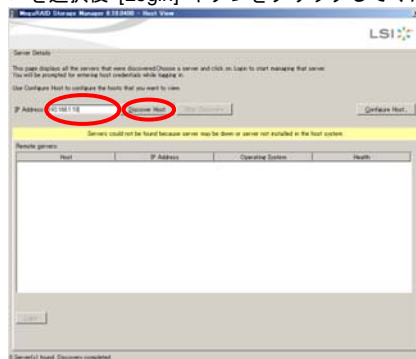 を選択後 [Login] ボタンをクリックしてく
MegaRAID Storage Manager - Host View
LSI
Server Details
This page displays all the servers that were discovered.Choose a server and click on Login to start managing that server.
You will be prompted for entering host credentials while logging in.
Use Configure Host to configure the hosts that you want to view.
IP Address
Discover Host
Stop Discovery
Configure Host..
Servers could not be found because server may be down or server not installed in the host system.
Remote servers:
Host IP Address Operating System Health
Login
0 Server(s) found. Discovery completed